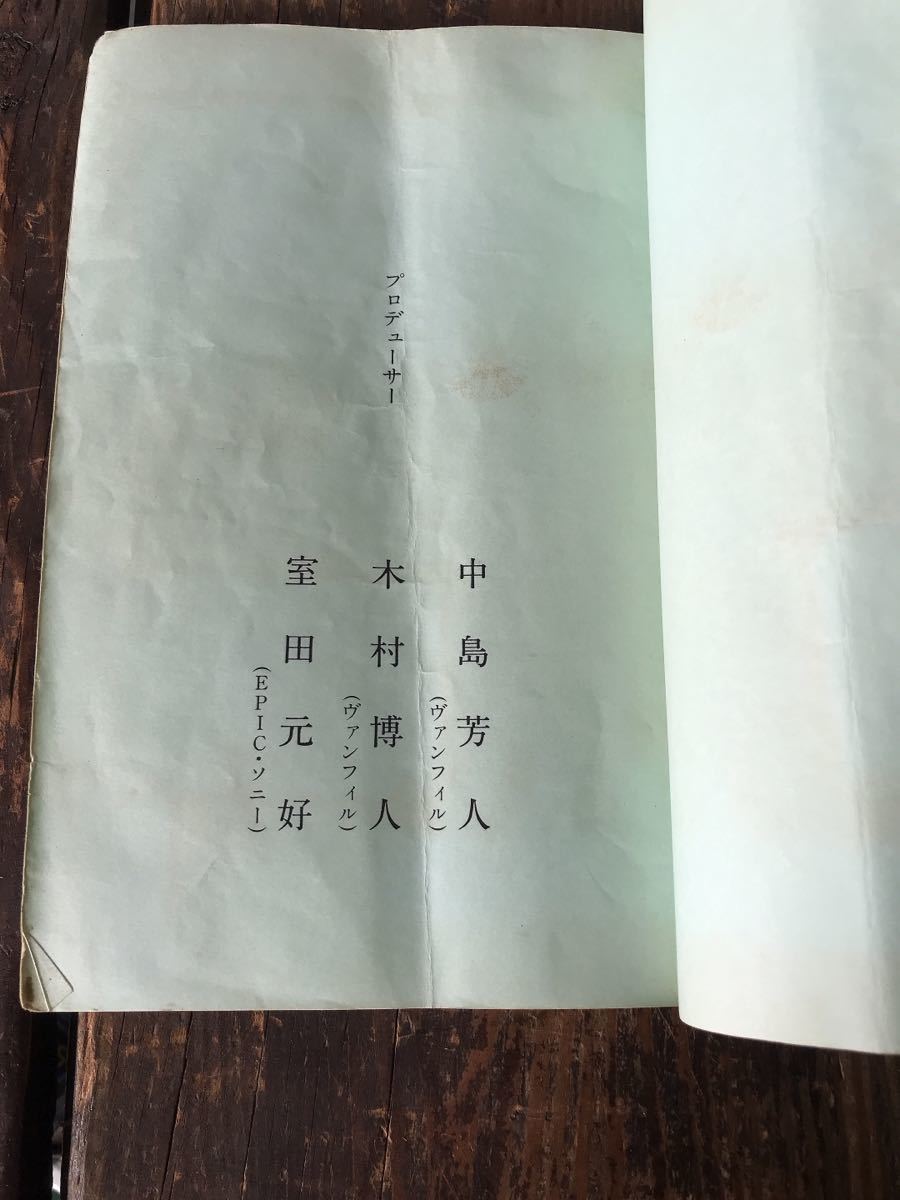 中島芳人
(ヴァンフィル)
プロデューサー
木村博人
(ヴァンフィル)
室田元好
(EPIC・ソニー)